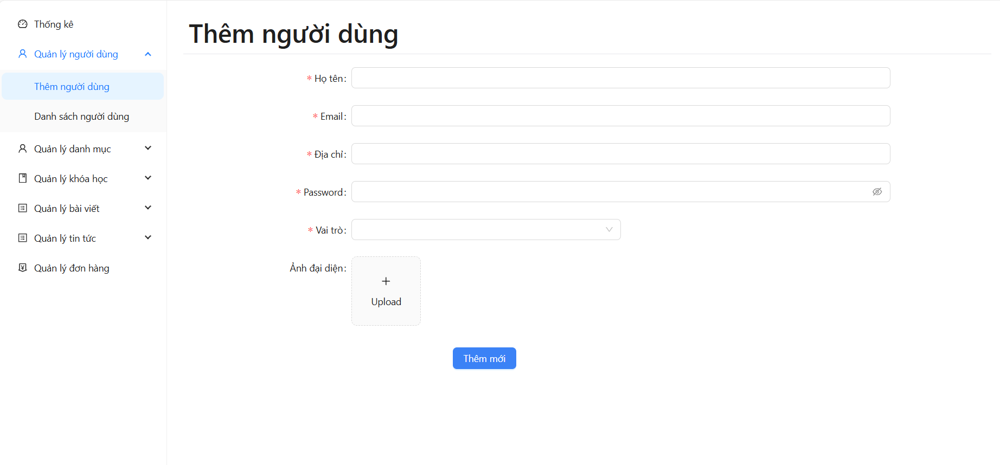 Thống kê
Quản lý người dùng
Thêm người dùng
Danh sách người dùng
Quản lý danh mục
Quản lý khóa học
Quản lý bài viết
Quản lý tin tức
Quản lý đơn hàng
Thêm người dùng
* Họ tên:
* Email:
* Địa chỉ:
* Password:
* Vai trò:
Ảnh đại diện:
+
Upload
Thêm mới